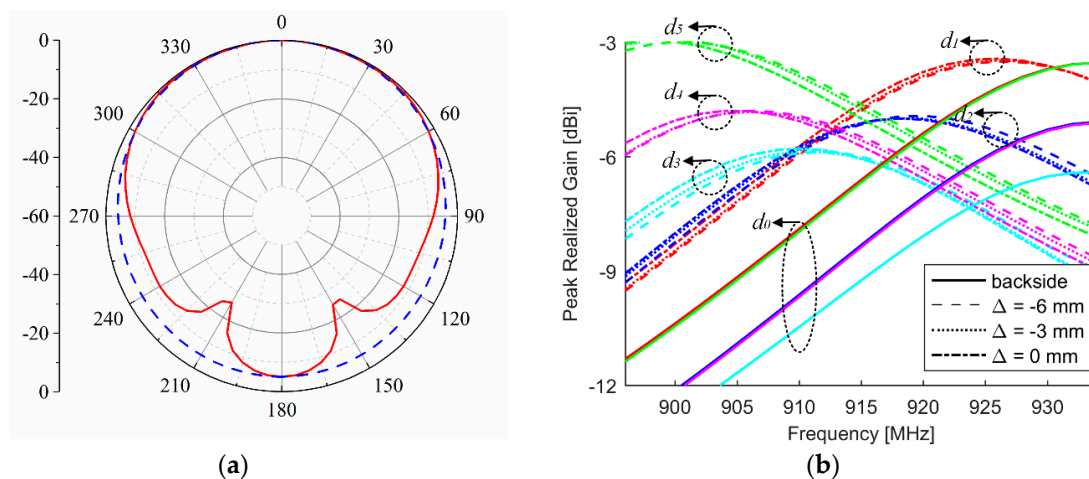 0
-20
-40
-60
-40
-20
0
0
30
60
90
120
150
180
210
240
270
300
330
(a)
Peak Realized Gain [dBi]
-3
-6
-9
-12
900
905
910
915
920
925
930
Frequency [MHz]
d5
d4
d3
d1
d2
d0
backside
Δ = -6 mm
Δ = -3 mm
Δ = 0 mm
(b)